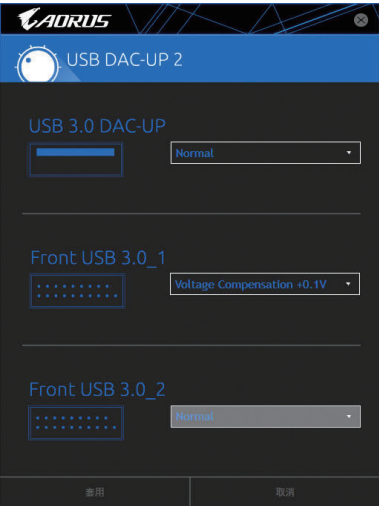 AORUS
USB DAC-UP 2
USB 3.0 DAC-UP
Normal
Front USB 3.0_1
Voltage Compensation +0.1V
Front USB 3.0_2
Normal
套用
取消